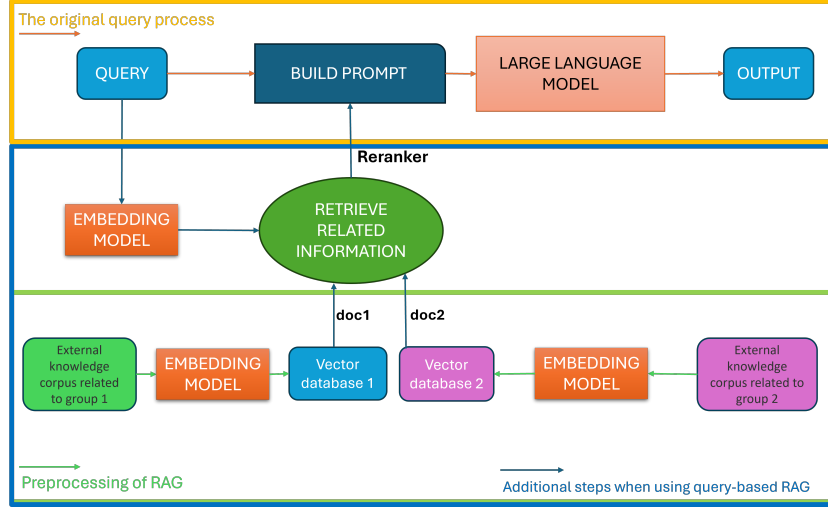 The original query process
QUERY
BUILD PROMPT
LARGE LANGUAGE
MODEL
OUTPUT
Reranker
EMBEDDING
MODEL
RETRIEVE
RELATED
INFORMATION
doc1
doc2
External
knowledge
corpus related
to group 1
EMBEDDING
MODEL
Vector
database 1
Vector
database 2
EMBEDDING
MODEL
External
knowledge
corpus related to
group 2
Preprocessing of RAG
Additional steps when using query-based RAG